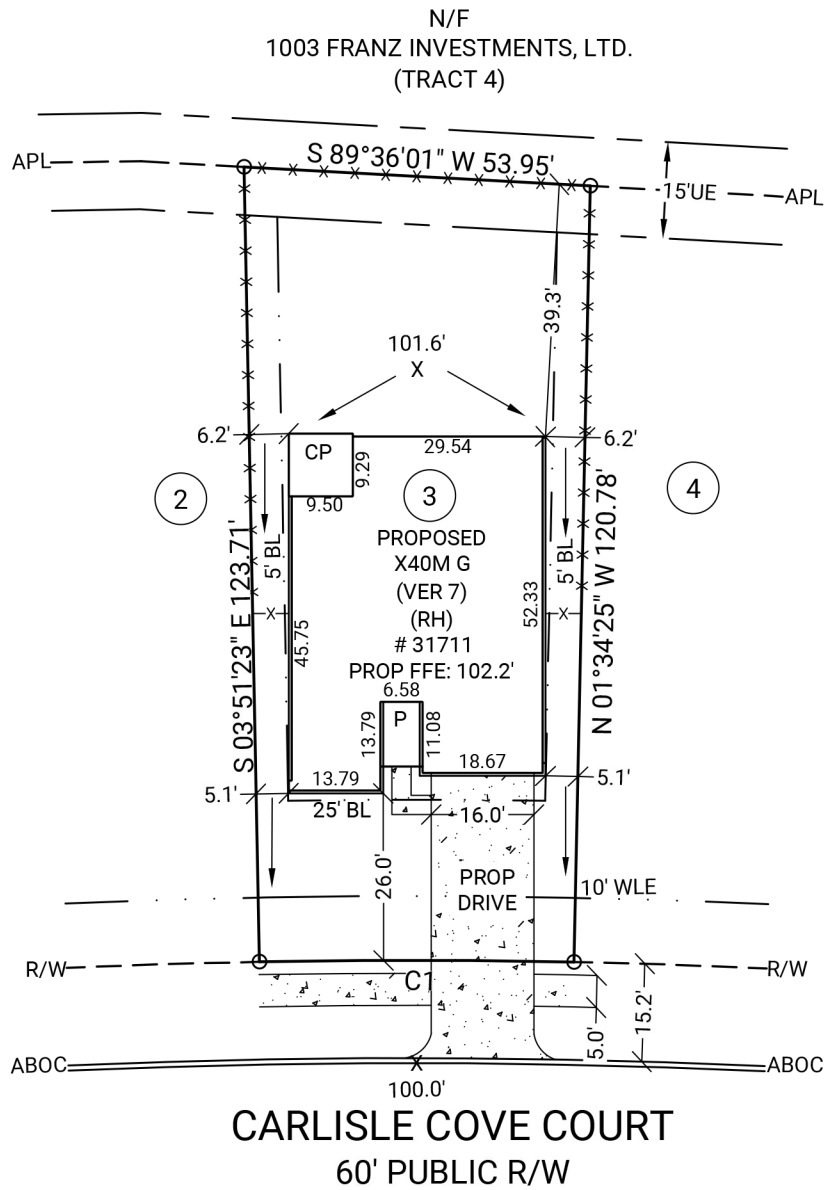 N/F
1003 FRANZ INVESTMENTS, LTD.
(TRACT 4)
APL
S 89°36'01" W 53.95'
15'UE
APL
39.3'
101.6'
X
6.2'
CP
29.54
6.2'
9.29
9.50
2
3
4
PROPOSED
X40M G
(VER 7)
(RH)
# 31711
PROP FFE: 102.2'
5' BL
5' BL
S 03°51'23" E 123.71'
N 01°34'25" W 120.78'
X
X
52.33
45.75
6.58
P
13.79
11.08
18.67
13.79
5.1'
5.1'
25' BL
16.0'
26.0'
PROP
DRIVE
10' WLE
R/W
C1
R/W
5.0'
15.2'
ABOC
X
ABOC
100.0'
CARLISLE COVE COURT
60' PUBLIC R/W